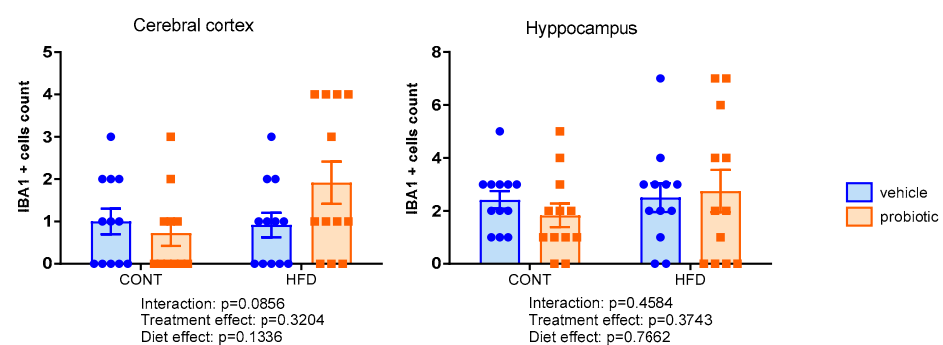 Cerebral cortex
IBA1 + cells count
5
4
3
2
1
0
CONT
HFD
Interaction: p=0.0856
Treatment effect: p=0.3204
Diet effect: p=0.1336
Hyppocampus
IBA1 + cells count
8
6
4
2
0
CONT
HFD
Interaction: p=0.4584
Treatment effect: p=0.3743
Diet effect: p=0.7662
vehicle
probiotic